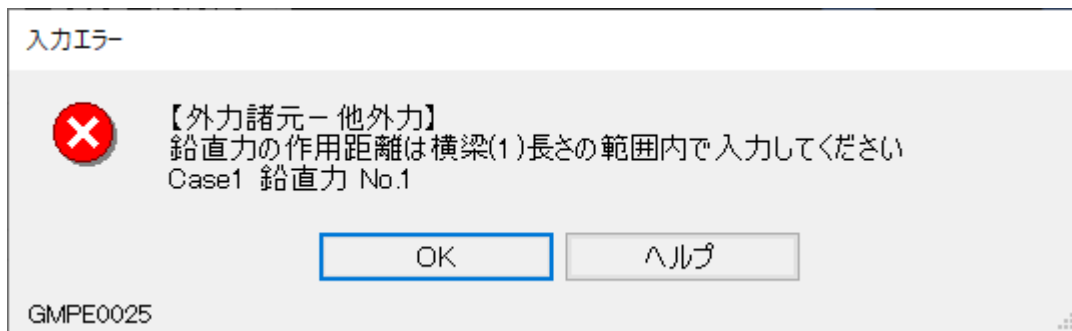 入力エラー
【外力諸元－他外力】
鉛直力の作用距離は横梁(1)長さの範囲内で入力してください
Case1 鉛直力 No.1
OK
ヘルプ
GMPE0025